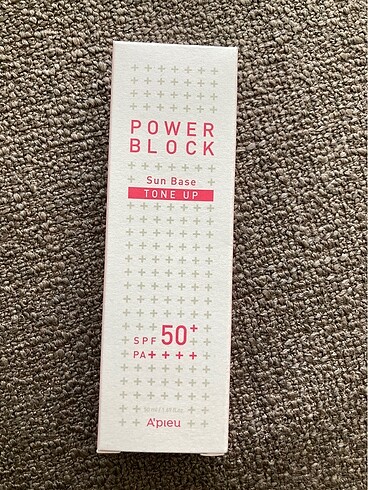 POWER
BLOCK
Sun Base
TONE UP
SPF 50+
PA++++
A'PIEU